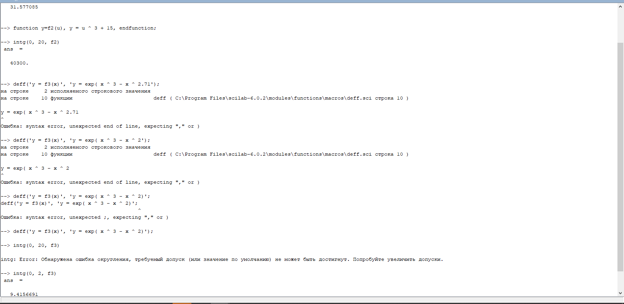 31.577085
--> function y=f2(u), y = u ^ 3 + 15, endfunction;
--> intg(0, 20, f2)
ans =
40300.
--> deff('y = f3(x)', 'y = exp( x ^ 3 - x ^ 2.71');
на строке 2 исполняемого строкового значения
на строке 10 функции deff ( C:\Program Files\scilab-6.0.2\modules\functions\macros\deff.sci строка 10 )
y = exp( x ^ 3 - x ^ 2.71
^
Ошибка: syntax error, unexpected end of line, expecting "," or )
--> deff('y = f3(x)', 'y = exp( x ^ 3 - x ^ 2');
на строке 2 исполняемого строкового значения
на строке 10 функции deff ( C:\Program Files\scilab-6.0.2\modules\functions\macros\deff.sci строка 10 )
y = exp( x ^ 3 - x ^ 2
^
Ошибка: syntax error, unexpected end of line, expecting "," or )
--> deff('y = f3(x)', 'y = exp( x ^ 3 - x ^ 2)';
deff('y = f3(x)', 'y = exp( x ^ 3 - x ^ 2)';
^
Ошибка: syntax error, unexpected ;, expecting "," or )
--> deff('y = f3(x)', 'y = exp( x ^ 3 - x ^ 2)');
--> intg(0, 20, f3)
intg: Error: Обнаружена ошибка округления, требуемый допуск (или значение по умолчанию) не может быть достигнут. Попробуйте увеличить допуски.
--> intg(0, 2, f3)
ans =
9.4156691